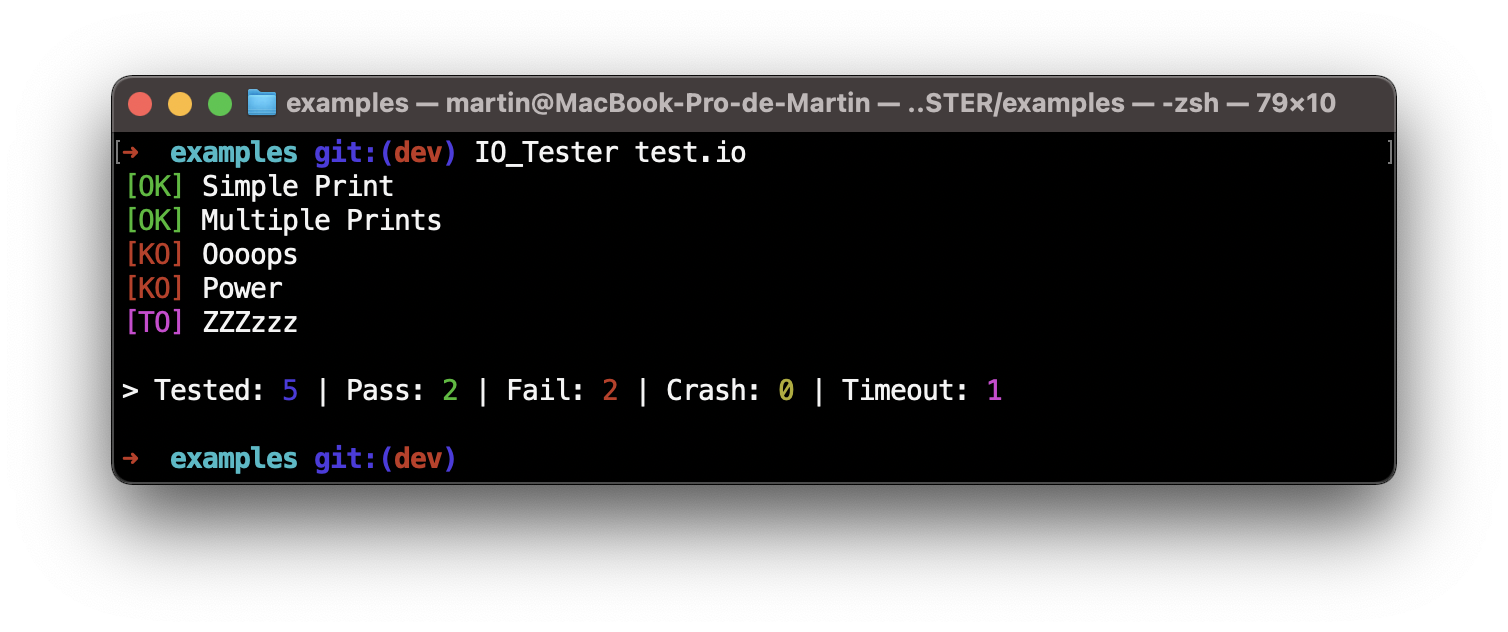 examples — martin@MacBook-Pro-de-Martin — ..STER/examples — -zsh — 79×10
[➜  examples git:(dev) IO_Tester test.io ]
[OK] Simple Print
[OK] Multiple Prints
[KO] Oooops
[KO] Power
[TO] ZZZzzz
> Tested: 5 | Pass: 2 | Fail: 2 | Crash: 0 | Timeout: 1
➜  examples git:(dev)